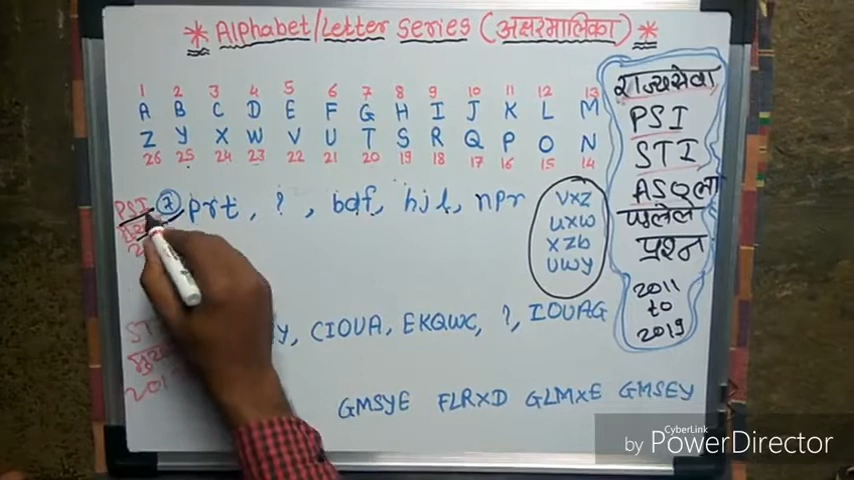 * Alphabet/Letter series (अक्षरमालिका) *
1 2 3 4 5 6 7 8 9 10 11 12 13
A B C D E F G H I J K L M
Z Y X W V U T S R Q P O N
26 25 24 23 22 21 20 19 18 17 16 15 14
राज्यसेवा
PSI
STI
ASO ला
प्रश्न
2011
to
2019
PSI
prt, ?, bdf, hjl, npr
vxz
uxw
xzb
uwy
CIOUA, EKQWC, ?, IOUAG
GMSYE FLRXD GLMXE GMSEY
CyberLink
by PowerDirector